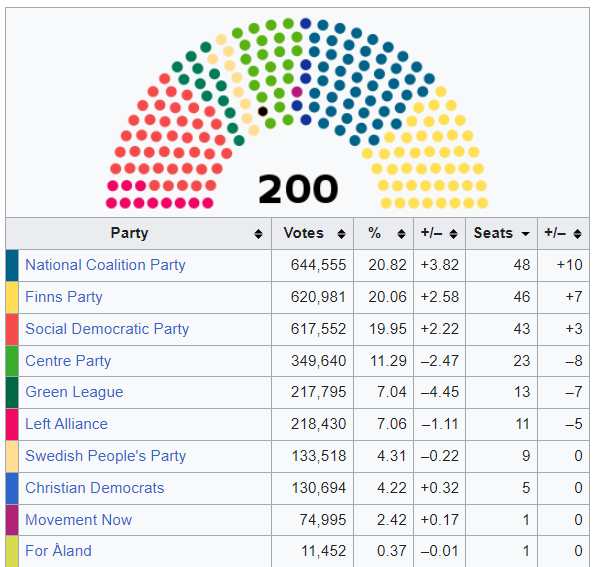 200
Party Votes % +/– Seats +/–
National Coalition Party 644,555 20.82 +3.82 48 +10
Finns Party 620,981 20.06 +2.58 46 +7
Social Democratic Party 617,552 19.95 +2.22 43 +3
Centre Party 349,640 11.29 –2.47 23 –8
Green League 217,795 7.04 –4.45 13 –7
Left Alliance 218,430 7.06 –1.11 11 –5
Swedish People's Party 133,518 4.31 –0.22 9 0
Christian Democrats 130,694 4.22 +0.32 5 0
Movement Now 74,995 2.42 +0.17 1 0
For Åland 11,452 0.37 –0.01 1 0